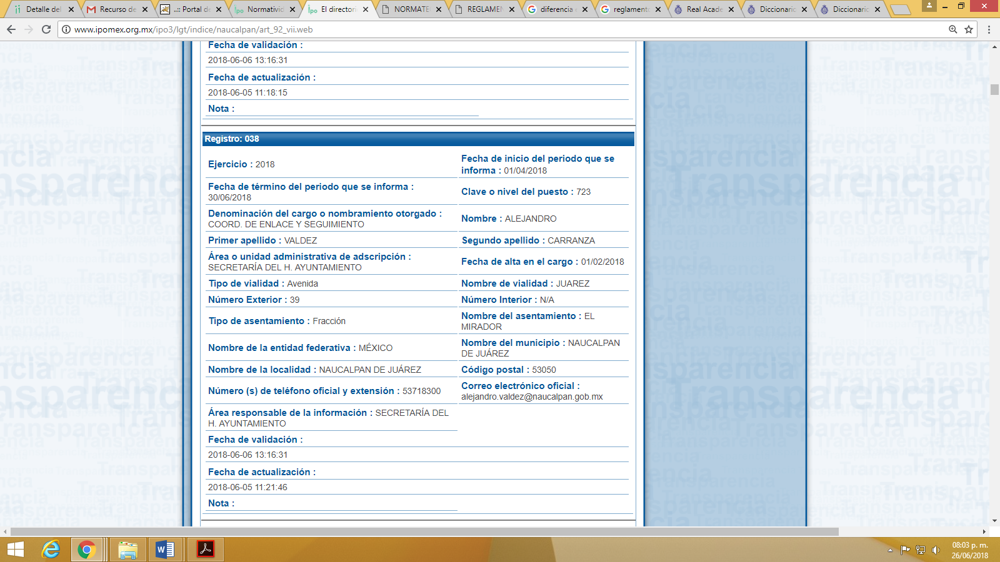 Detalle del
Recurso de
..:: Portal de
Normativid
El directori
NORMATEC
REGLAMEN
diferencia e
reglamento
Real Acade
Diccionario
Diccionario
www.ipomex.org.mx/ipo3/lgt/indice/naucalpan/art_92_vii.web
Fecha de validación :
2018-06-06 13:16:31
Fecha de actualización :
2018-06-05 11:18:15
Nota :
Registro: 038
Ejercicio : 2018
Fecha de inicio del periodo que se
informa : 01/04/2018
Fecha de término del periodo que se informa :
30/06/2018
Clave o nivel del puesto : 723
Denominación del cargo o nombramiento otorgado :
COORD. DE ENLACE Y SEGUIMIENTO
Nombre : ALEJANDRO
Primer apellido : VALDEZ
Segundo apellido : CARRANZA
Área o unidad administrativa de adscripción :
SECRETARÍA DEL H. AYUNTAMIENTO
Fecha de alta en el cargo : 01/02/2018
Tipo de vialidad : Avenida
Nombre de vialidad : JUAREZ
Número Exterior : 39
Número Interior : N/A
Tipo de asentamiento : Fracción
Nombre del asentamiento : EL
MIRADOR
Nombre de la entidad federativa : MÉXICO
Nombre del municipio : NAUCALPAN
DE JUÁREZ
Nombre de la localidad : NAUCALPAN DE JUÁREZ
Código postal : 53050
Número (s) de teléfono oficial y extensión : 53718300
Correo electrónico oficial :
alejandro.valdez@naucalpan.gob.mx
Área responsable de la información : SECRETARÍA DEL
H. AYUNTAMIENTO
Fecha de validación :
2018-06-06 13:16:31
Fecha de actualización :
2018-06-05 11:21:46
Nota :
08:03 p. m.
26/06/2018